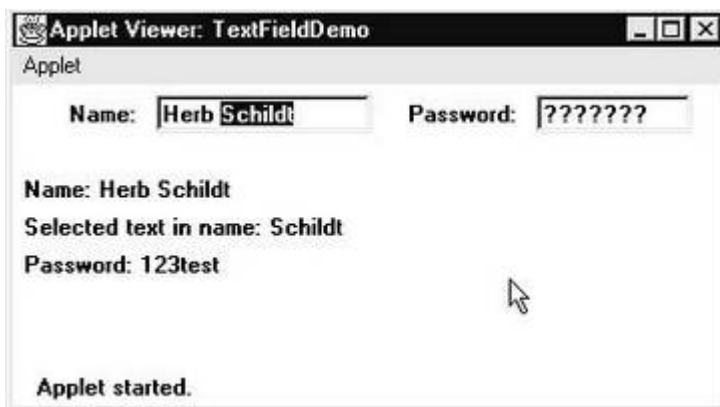 Applet Viewer: TextFieldDemo
Applet
Name: Herb Schildt Password: ???????
Name: Herb Schildt
Selected text in name: Schildt
Password: 123test
Applet started.